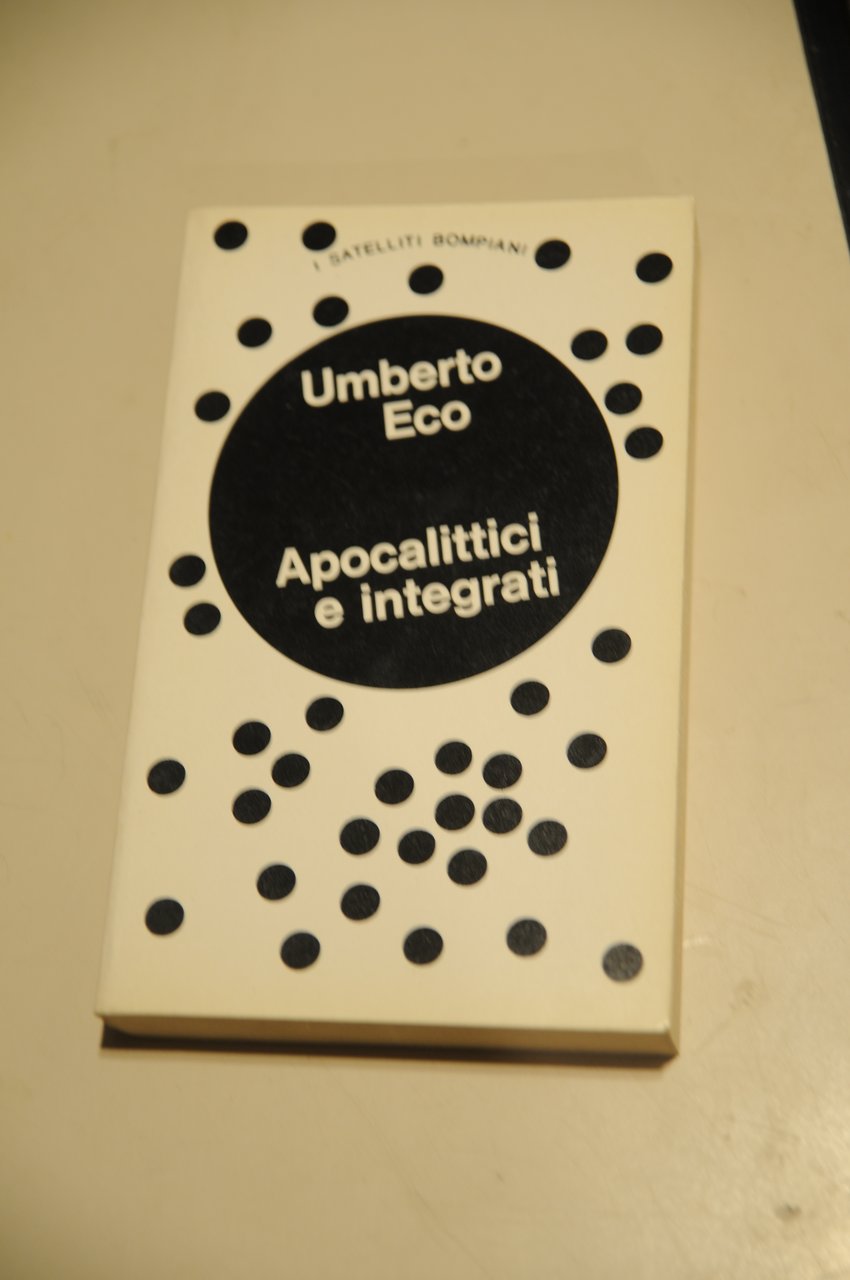 I SATELLITI BOMPIANI
Umberto
Eco
Apocalittici
e integrati